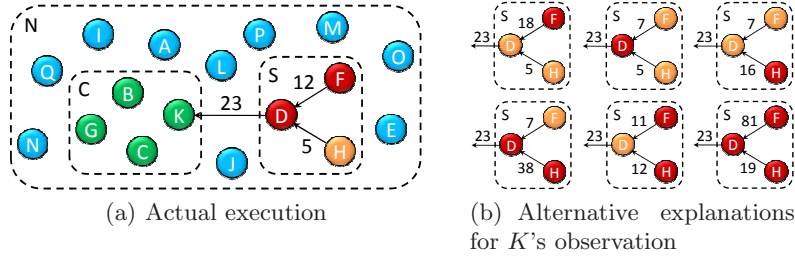 N
I
A
P
M
O
Q
L
C
B
K
23
S
12
F
D
G
5
H
E
N
C
J
(a) Actual execution
S
18
F
23
D
5
H
S
7
F
23
D
5
H
S
7
F
23
D
16
H
S
7
F
23
D
38
H
S
11
F
23
D
12
H
S
81
F
23
D
19
H
(b) Alternative explanations
for K's observation